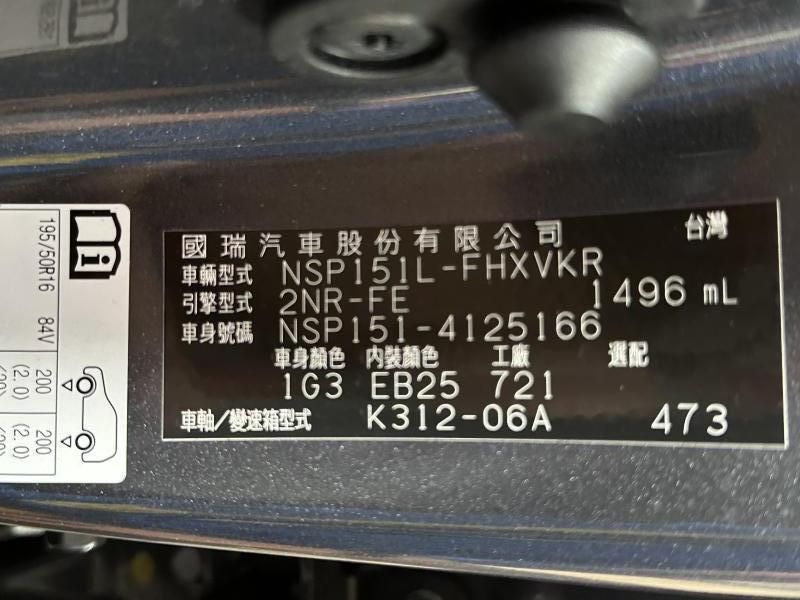 國瑞汽車股份有限公司 台灣
車輛型式 NSP151L-FHXVKR
引擎型式 2NR-FE 1496 mL
車身號碼 NSP151-4125166
車身顏色 內裝顏色 工廠 選配
1G3 EB25 721
車軸/變速箱型式 K312-06A 473
i
195/50R16 84V
200 200
(2.0) (2.0)